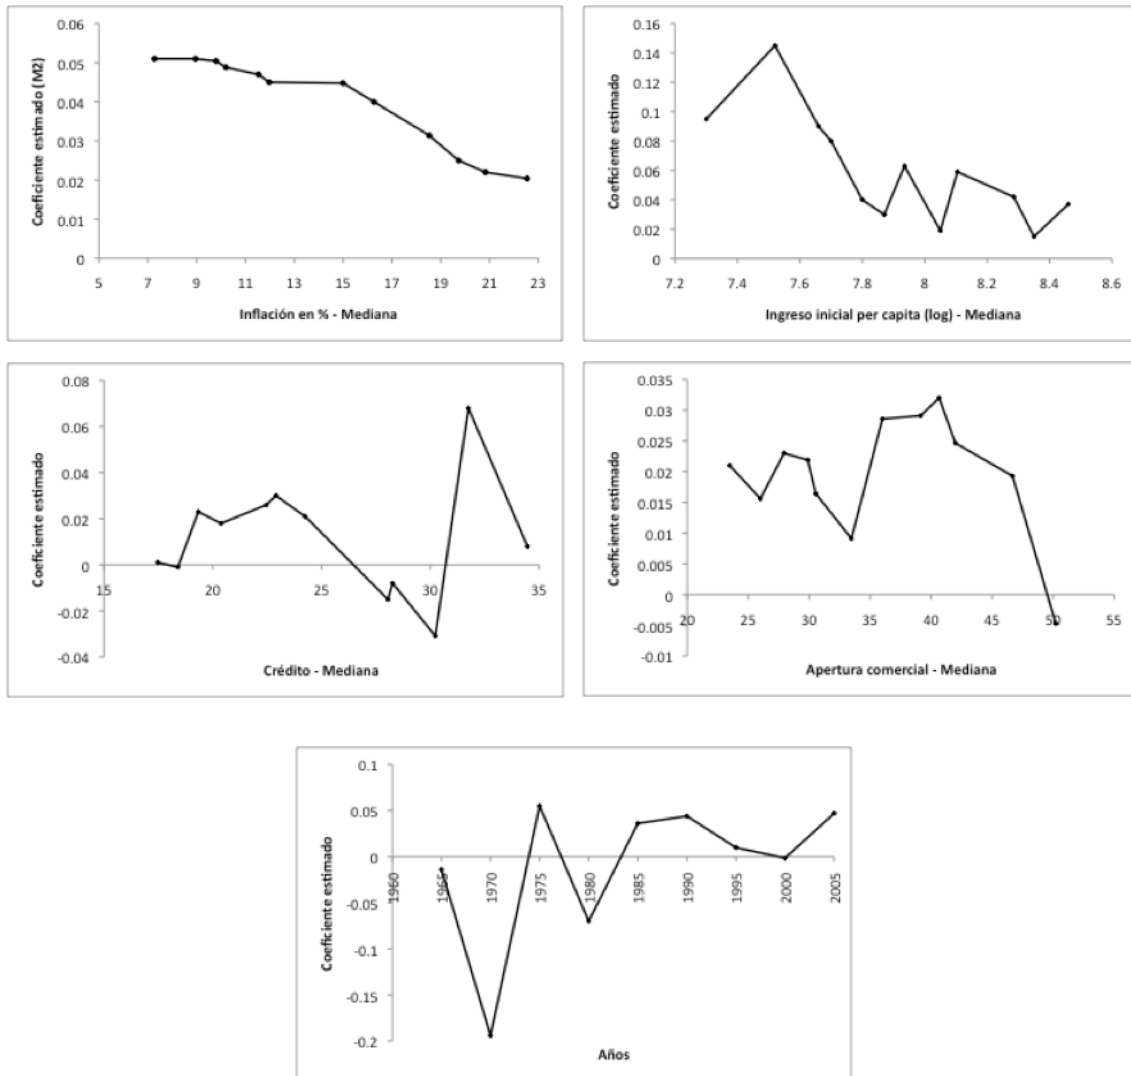 0.06
0.05
0.04
0.03
0.02
0.01
0
Coeficiente estimado (M2)
5 7 9 11 13 15 17 19 21 23
Inflación en % - Mediana
0.16
0.14
0.12
0.1
0.08
0.06
0.04
0.02
0
Coeficiente estimado
7.2 7.4 7.6 7.8 8 8.2 8.4 8.6
Ingreso inicial per capita (log) - Mediana
0.08
0.06
0.04
0.02
0
-0.02
-0.04
Coeficiente estimado
15 20 25 30 35
Crédito - Mediana
0.035
0.03
0.025
0.02
0.015
0.01
0.005
0
-0.005
-0.01
Coeficiente estimado
20 25 30 35 40 45 50 55
Apertura comercial - Mediana
0.1
0.05
0
-0.05
-0.1
-0.15
-0.2
Coeficiente estimado
1960 1965 1970 1975 1980 1985 1990 1995 2000 2005
Años